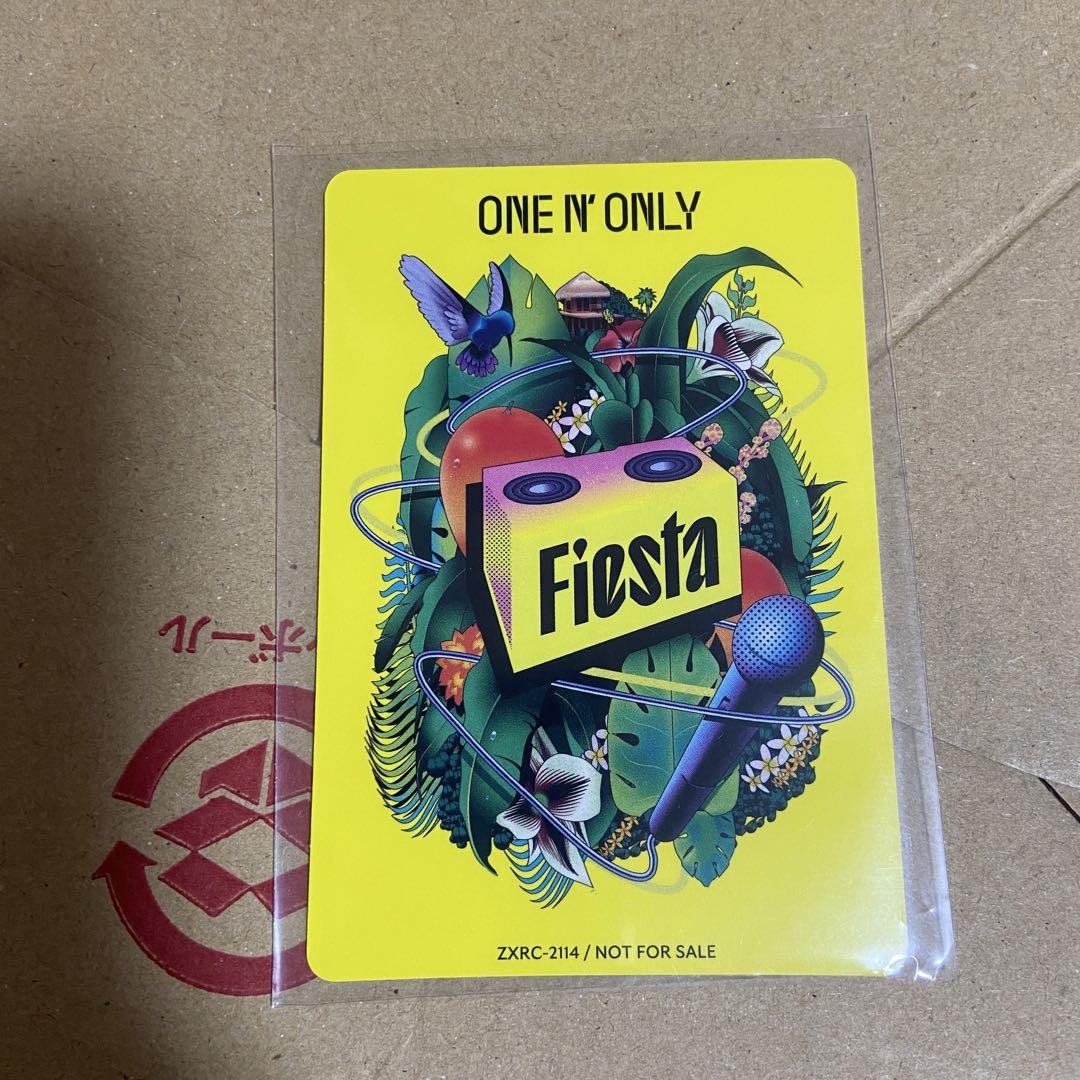 ONE N' ONLY
Fiesta
ZXRC-2114 / NOT FOR SALE
ボール